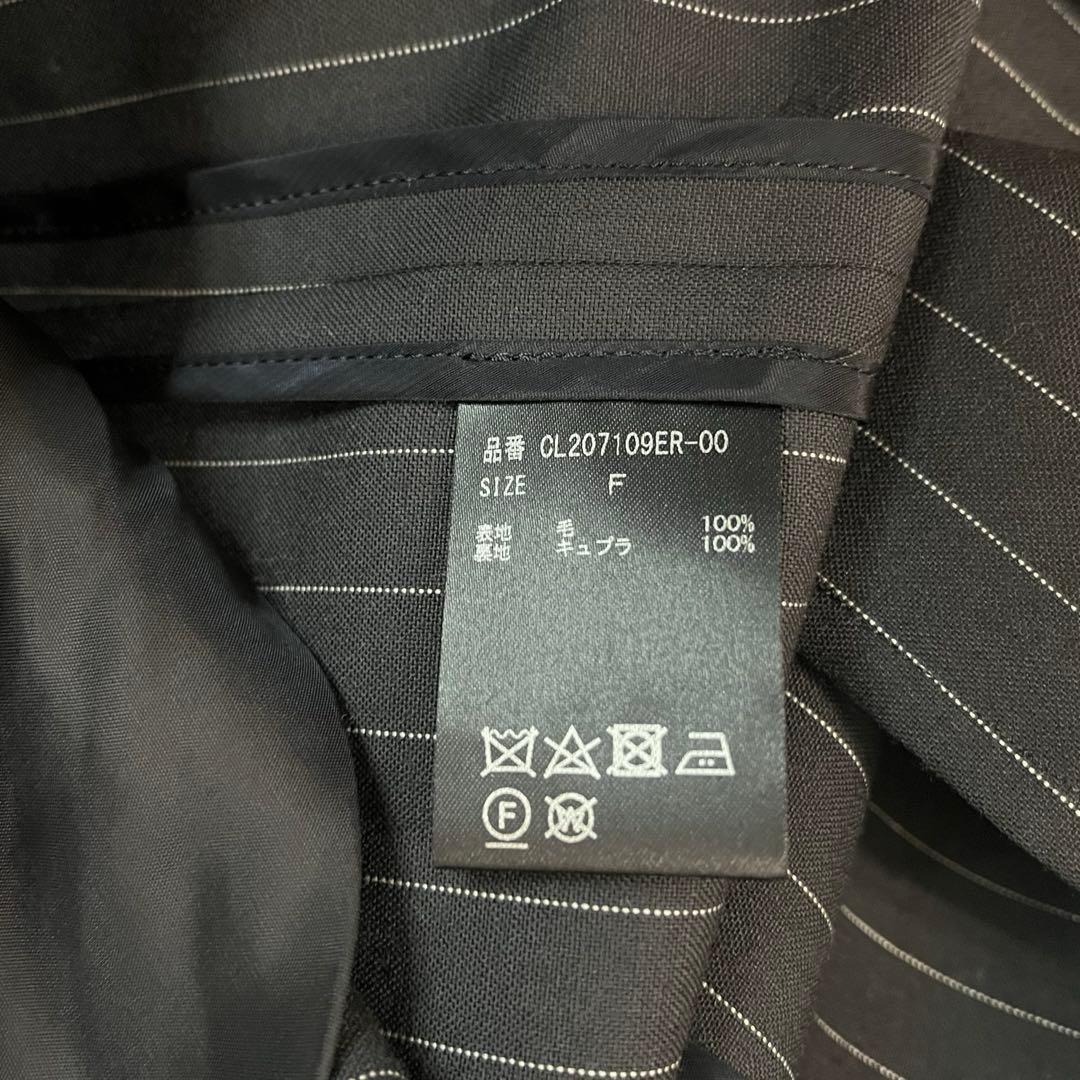 品番 CL207109ER-00
SIZE F
表地 毛 100%
裏地 キュプラ 100%
F W